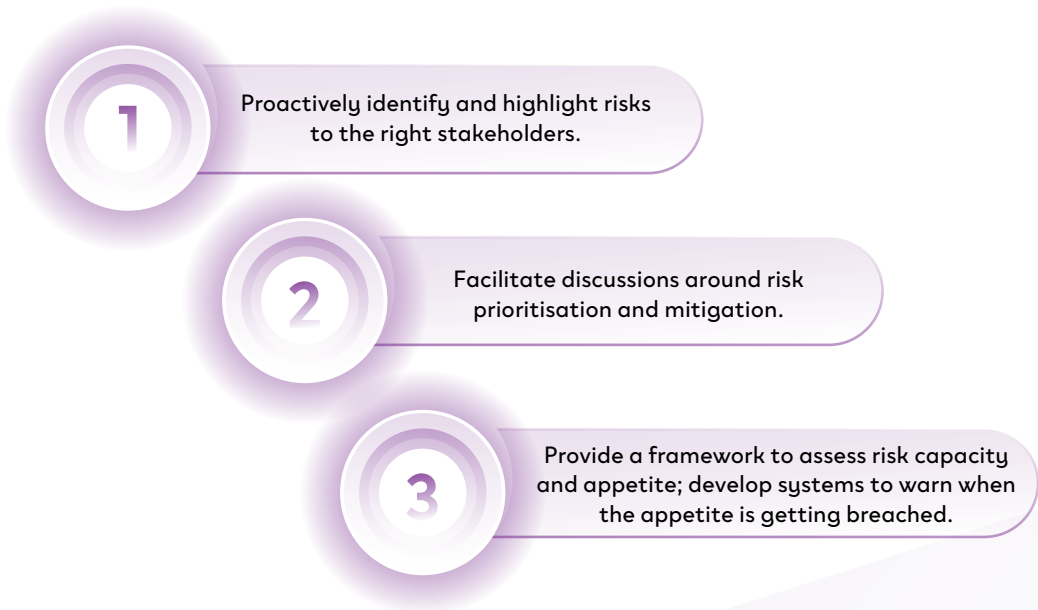 1
Proactively identify and highlight risks
to the right stakeholders.
2
Facilitate discussions around risk
prioritisation and mitigation.
3
Provide a framework to assess risk capacity
and appetite; develop systems to warn when
the appetite is getting breached.